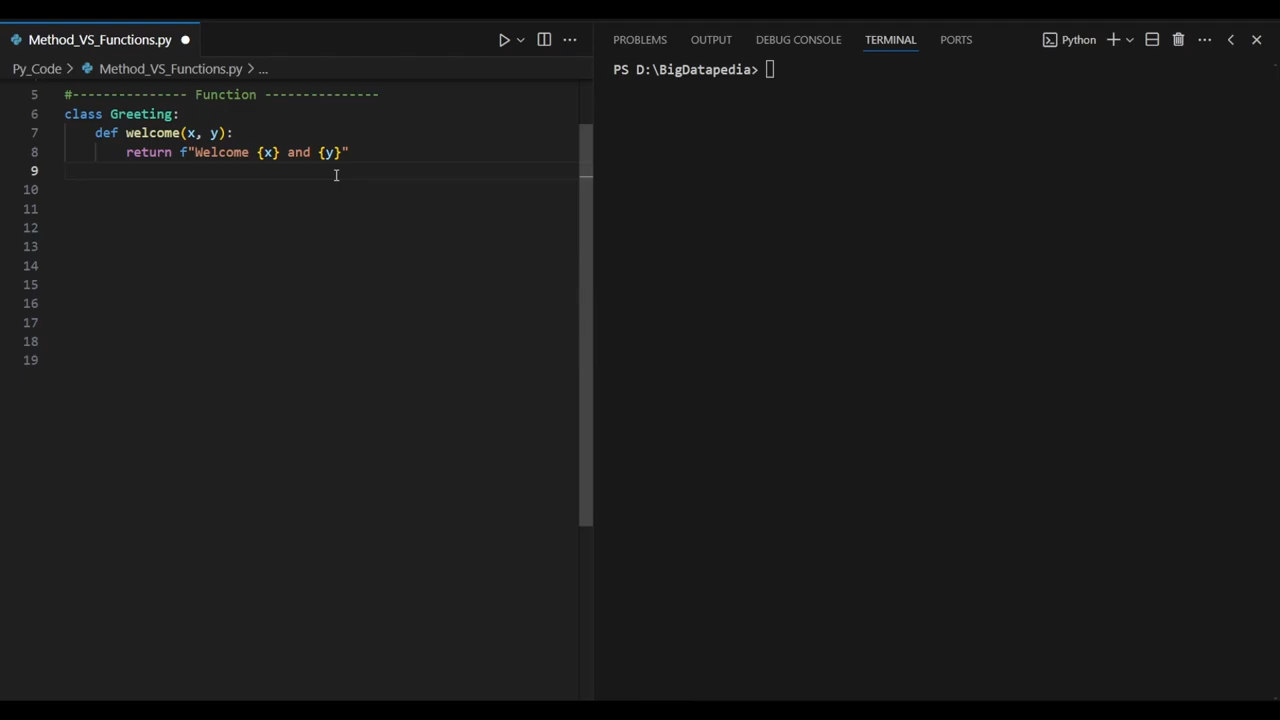 Method_VS_Functions.py
PROBLEMS OUTPUT DEBUG CONSOLE TERMINAL PORTS Python
Py_Code > Method_VS_Functions.py > ...
PS D:\BigDatapedia>
5 #--------------- Function ---------------
6 class Greeting:
7 def welcome(x, y):
8 return f"Welcome {x} and {y}"
9
10
11
12
13
14
15
16
17
18
19